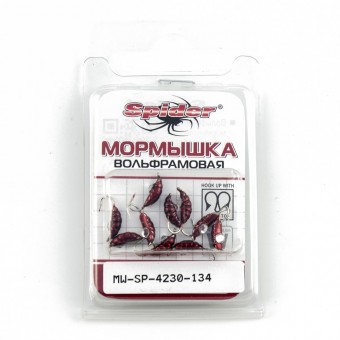 Spider
МОРМЫШКА
ВОЛЬФРАМОВАЯ
HOOK UP WITH
MW-SP-4230-134